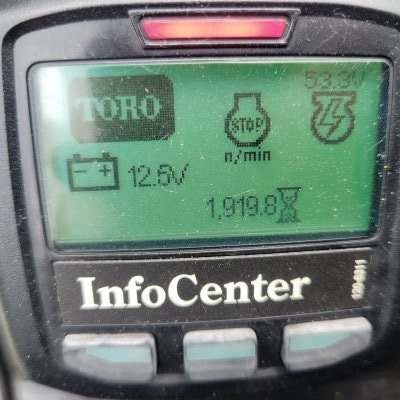 53.3V
TORO
STOP
n/min
- + 12.5V
1,919.8
InfoCenter